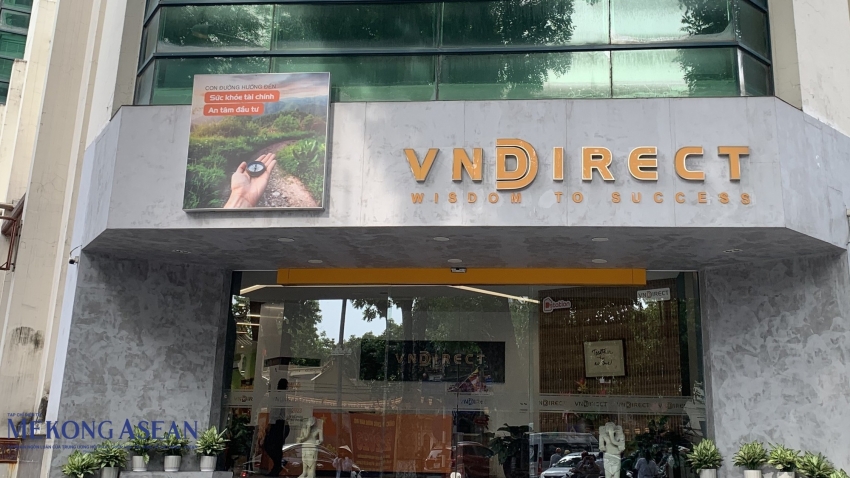 CON ĐƯỜNG HƯỚNG ĐẾN
Sức khỏe tài chính
An tâm đầu tư
VNDIRECT
WISDOM TO SUCCESS
VNDIRECT
VNDIRECT
VNDIRECT
MEKONG ASEAN